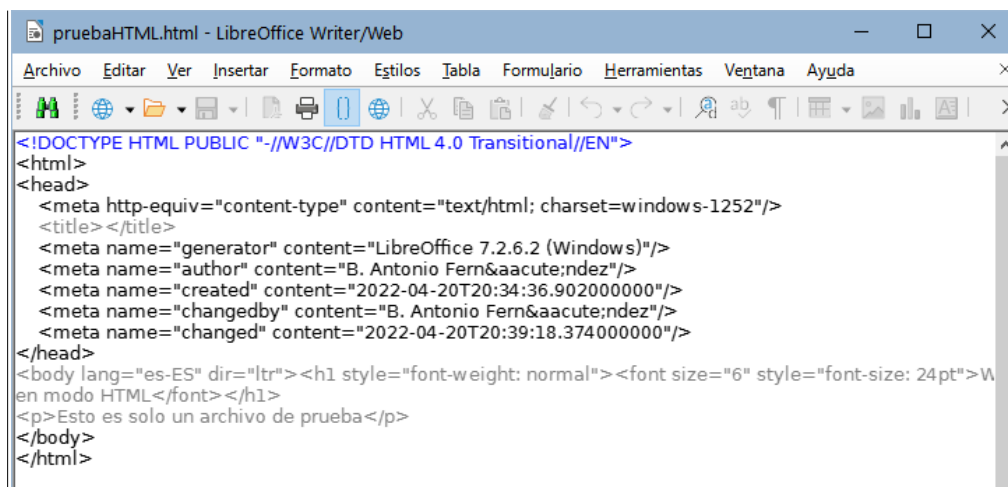 pruebaHTML.html - LibreOffice Writer/Web
Archivo Editar Ver Insertar Formato Estilos Tabla Formulario Herramientas Ventana Ayuda
<!DOCTYPE HTML PUBLIC "-//W3C//DTD HTML 4.0 Transitional//EN">
<html>
<head>
<meta http-equiv="content-type" content="text/html; charset=windows-1252"/>
<title></title>
<meta name="generator" content="LibreOffice 7.2.6.2 (Windows)"/>
<meta name="author" content="B. Antonio Fern&aacute;ndez"/>
<meta name="created" content="2022-04-20T20:34:36.902000000"/>
<meta name="changedby" content="B. Antonio Fern&aacute;ndez"/>
<meta name="changed" content="2022-04-20T20:39:18.374000000"/>
</head>
<body lang="es-ES" dir="ltr"><h1 style="font-weight: normal"><font size="6" style="font-size: 24pt">W
en modo HTML</font></h1>
<p>Esto es solo un archivo de prueba</p>
</body>
</html>